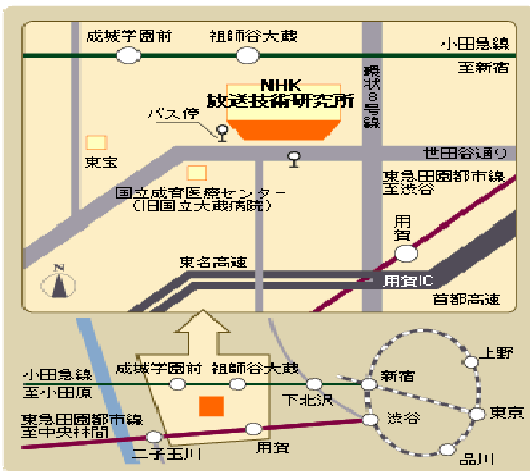 成城学園前
祖師谷大蔵
小田急線
至新宿
NHK
放送技術研究所
環状8号線
バス停
東宝
世田谷通り
国立成育医療センター
(旧国立大蔵病院)
東急田園都市線
至渋谷
用賀
東名高速
用賀IC
首都高速
N
成城学園前
祖師谷大蔵
小田急線
至小田原
下北沢
新宿
上野
東急田園都市線
至中央林間
渋谷
東京
用賀
二子玉川
品川